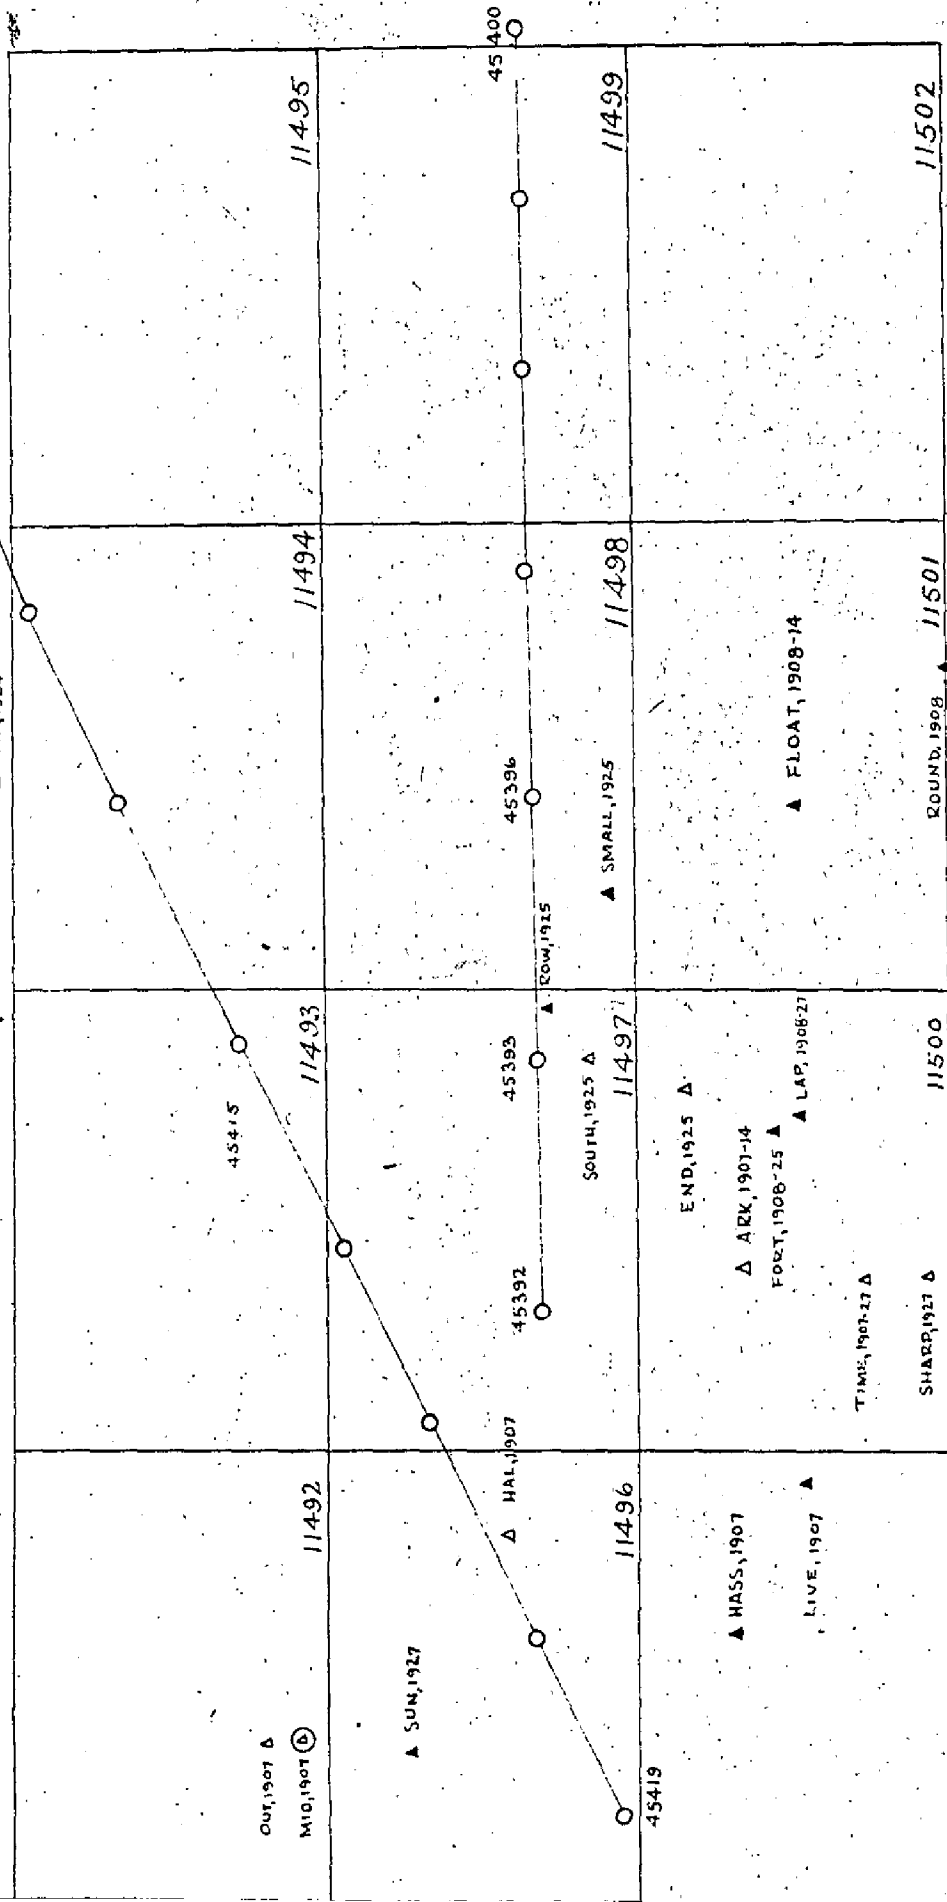 11495
11494
11493
45415
11492
OUT, 1907
MID, 1907
45400
11499
45396
11498
SMALL, 1925
ROW, 1925
45393
11497
SOUTH, 1925
45392
HAL, 1907
11496
SUN, 1927
45419
11502
11501
FLOAT, 1908-14
ROUND, 1908
11500
LAP, 1908-27
END, 1925
ARK, 1907-14
FORT, 1908-25
TIME, 1907-27
SHARP, 1927
HASS, 1907
LIVE, 1907